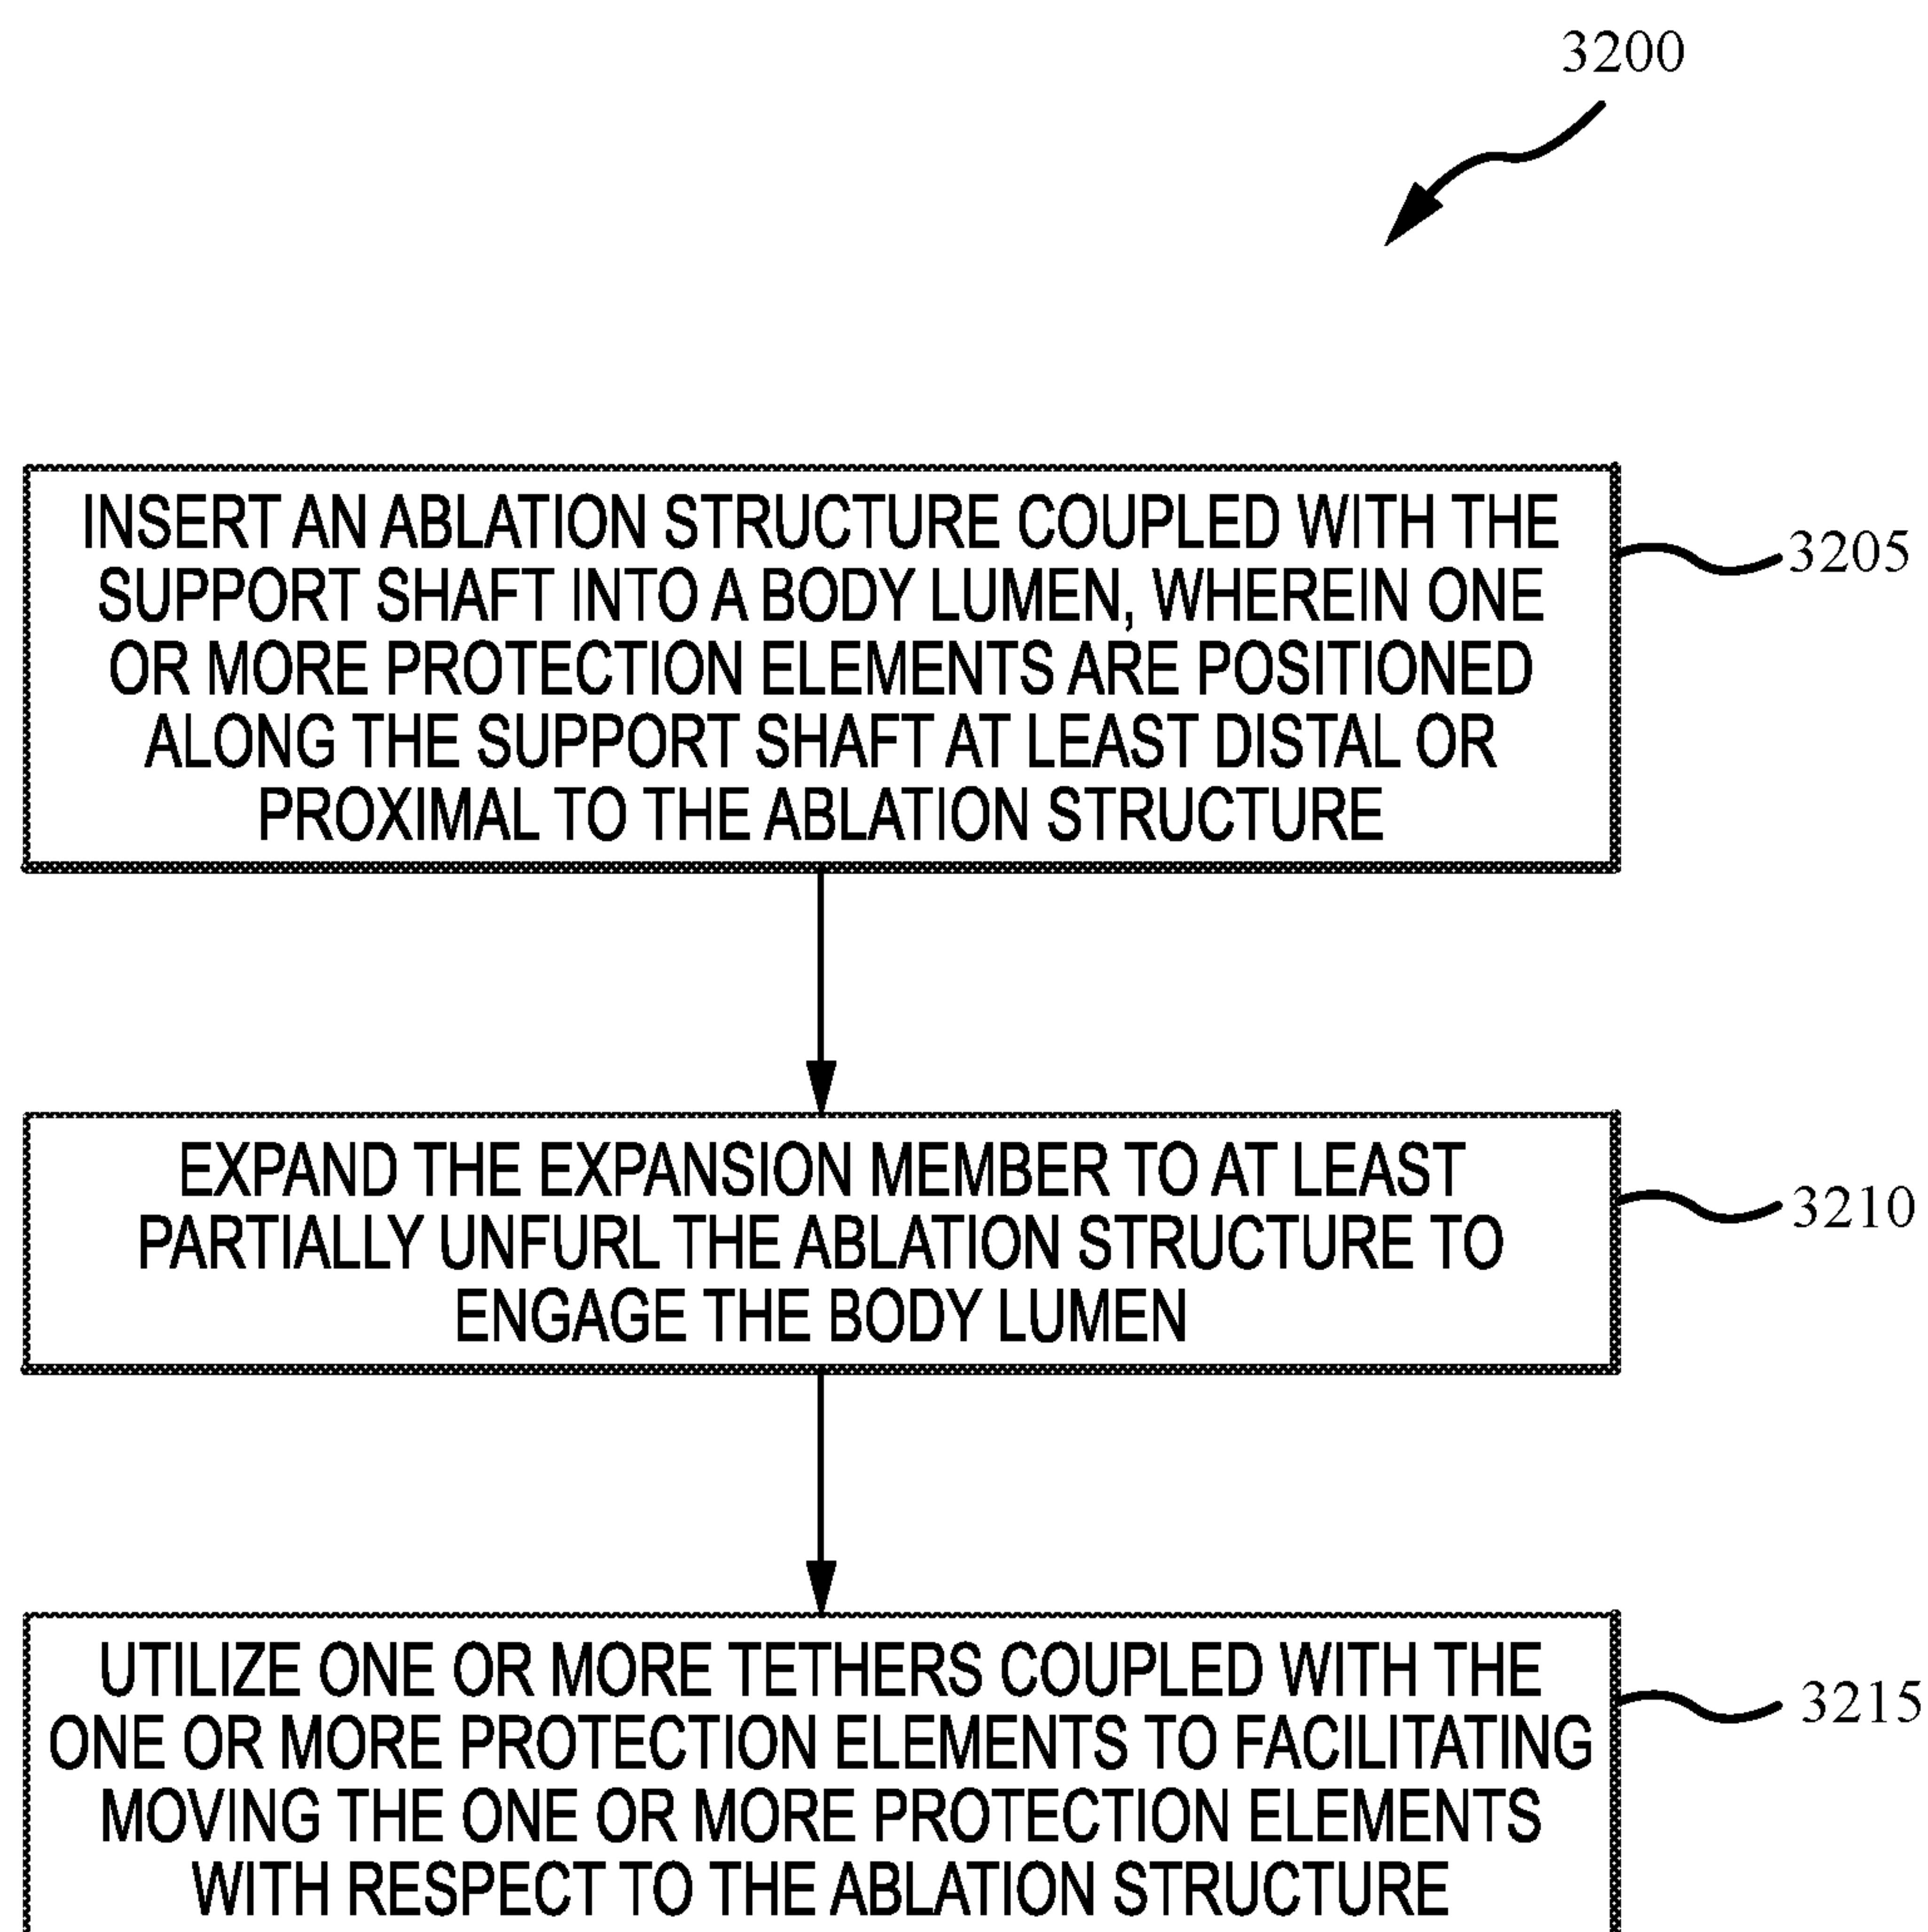 3200
INSERT AN ABLATION STRUCTURE COUPLED WITH THE
SUPPORT SHAFT INTO A BODY LUMEN, WHEREIN ONE
OR MORE PROTECTION ELEMENTS ARE POSITIONED
ALONG THE SUPPORT SHAFT AT LEAST DISTAL OR
PROXIMAL TO THE ABLATION STRUCTURE
3205
EXPAND THE EXPANSION MEMBER TO AT LEAST
PARTIALLY UNFURL THE ABLATION STRUCTURE TO
ENGAGE THE BODY LUMEN
3210
UTILIZE ONE OR MORE TETHERS COUPLED WITH THE
ONE OR MORE PROTECTION ELEMENTS TO FACILITATING
MOVING THE ONE OR MORE PROTECTION ELEMENTS
WITH RESPECT TO THE ABLATION STRUCTURE
3215